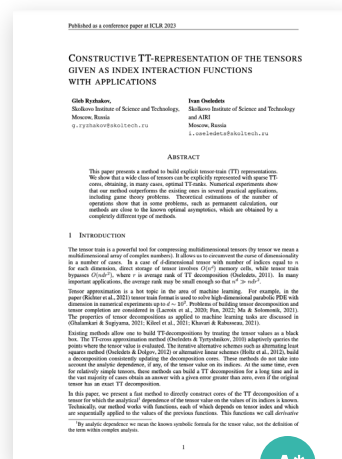 Published as a conference paper at ICLR 2023
CONSTRUCTIVE TT-REPRESENTATION OF THE TENSORS
GIVEN AS INDEX INTERACTION FUNCTIONS
WITH APPLICATIONS
Gleb Ryzhakov, Ivan Oseledets
Skolkovo Institute of Science and Technology, Skolkovo Institute of Science and Technology
Moscow, Russia and AIRI
g.ryzhakov@skoltech.ru Moscow, Russia
i.oseledets@skoltech.ru
ABSTRACT
This paper presents a method to build explicit tensor-train (TT) representations.
We show that a wide class of tensors can be explicitly represented with sparse TT-
cores, obtaining, in many cases, optimal TT-ranks. Numerical experiments show
that our method outperforms the existing ones in several practical applications,
including game theory problems. Theoretical estimations of the number of
operations show that in some problems, such as permanent calculation, our
methods are close to the known optimal asymptotics, which are obtained by a
completely different type of methods.
1 INTRODUCTION
The tensor train is a powerful tool for compressing multidimensional tensors (by tensor we mean a
multidimensional array of complex numbers). It allows us to circumvent the curse of dimensionality
in a number of cases. In a case of d-dimensional tensor with number of indices equal to n
for each dimension, direct storage of tensor involves O(n^d) memory cells, while tensor train
bypasses O(ndr²), where r is average rank of TT decomposition (Oseledets, 2011). In many
important applications, the average rank may be small enough so that n^d ≫ ndr².
Tensor approximation is a hot topic in the area of machine learning. For example, in the
paper (Richter et al., 2021) tensor train format is used to solve high-dimensional parabolic PDE with
dimension in numerical experiments up to d ∼ 10². Problems of building tensor decomposition and
tensor completion are considered in (Lacroix et al., 2020; Fan, 2022; Ma & Solomonik, 2021).
The properties of tensor decompositions as applied to machine learning tasks are discussed in
(Ghalamkari & Sugiyama, 2021; Kileel et al., 2021; Khavari & Rabusseau, 2021).
Existing methods allow one to build TT-decompositions by treating the tensor values as a black
box. The TT-cross approximation method (Oseledets & Tyrtyshnikov, 2010) adaptively queries the
points where the tensor value is evaluated. The iterative alternative schemes such as alternating least
squares method (Oseledets & Dolgov, 2012) or alternative linear schemes (Holtz et al., 2012), build
a decomposition consistently updating the decomposition cores. These methods do not take into
account the analytic dependence, if any, of the tensor value on its indices. At the same time, even
for relatively simple tensors, these methods can build a TT decomposition for a long time and in
the vast majority of cases obtain an answer with a given error greater than zero, even if the original
tensor has an exact TT decomposition.
In this paper, we present a fast method to directly construct cores of the TT decomposition of a
tensor for which the analytical¹ dependence of the tensor value on the values of its indices is known.
Technically, our method works with functions, each of which depends on tensor index and which
are sequentially applied to the values of the previous functions. This functions we call derivative
¹By analytic dependence we mean the known symbolic formula for the tensor value, not the definition of
the term within complex analysis.
1